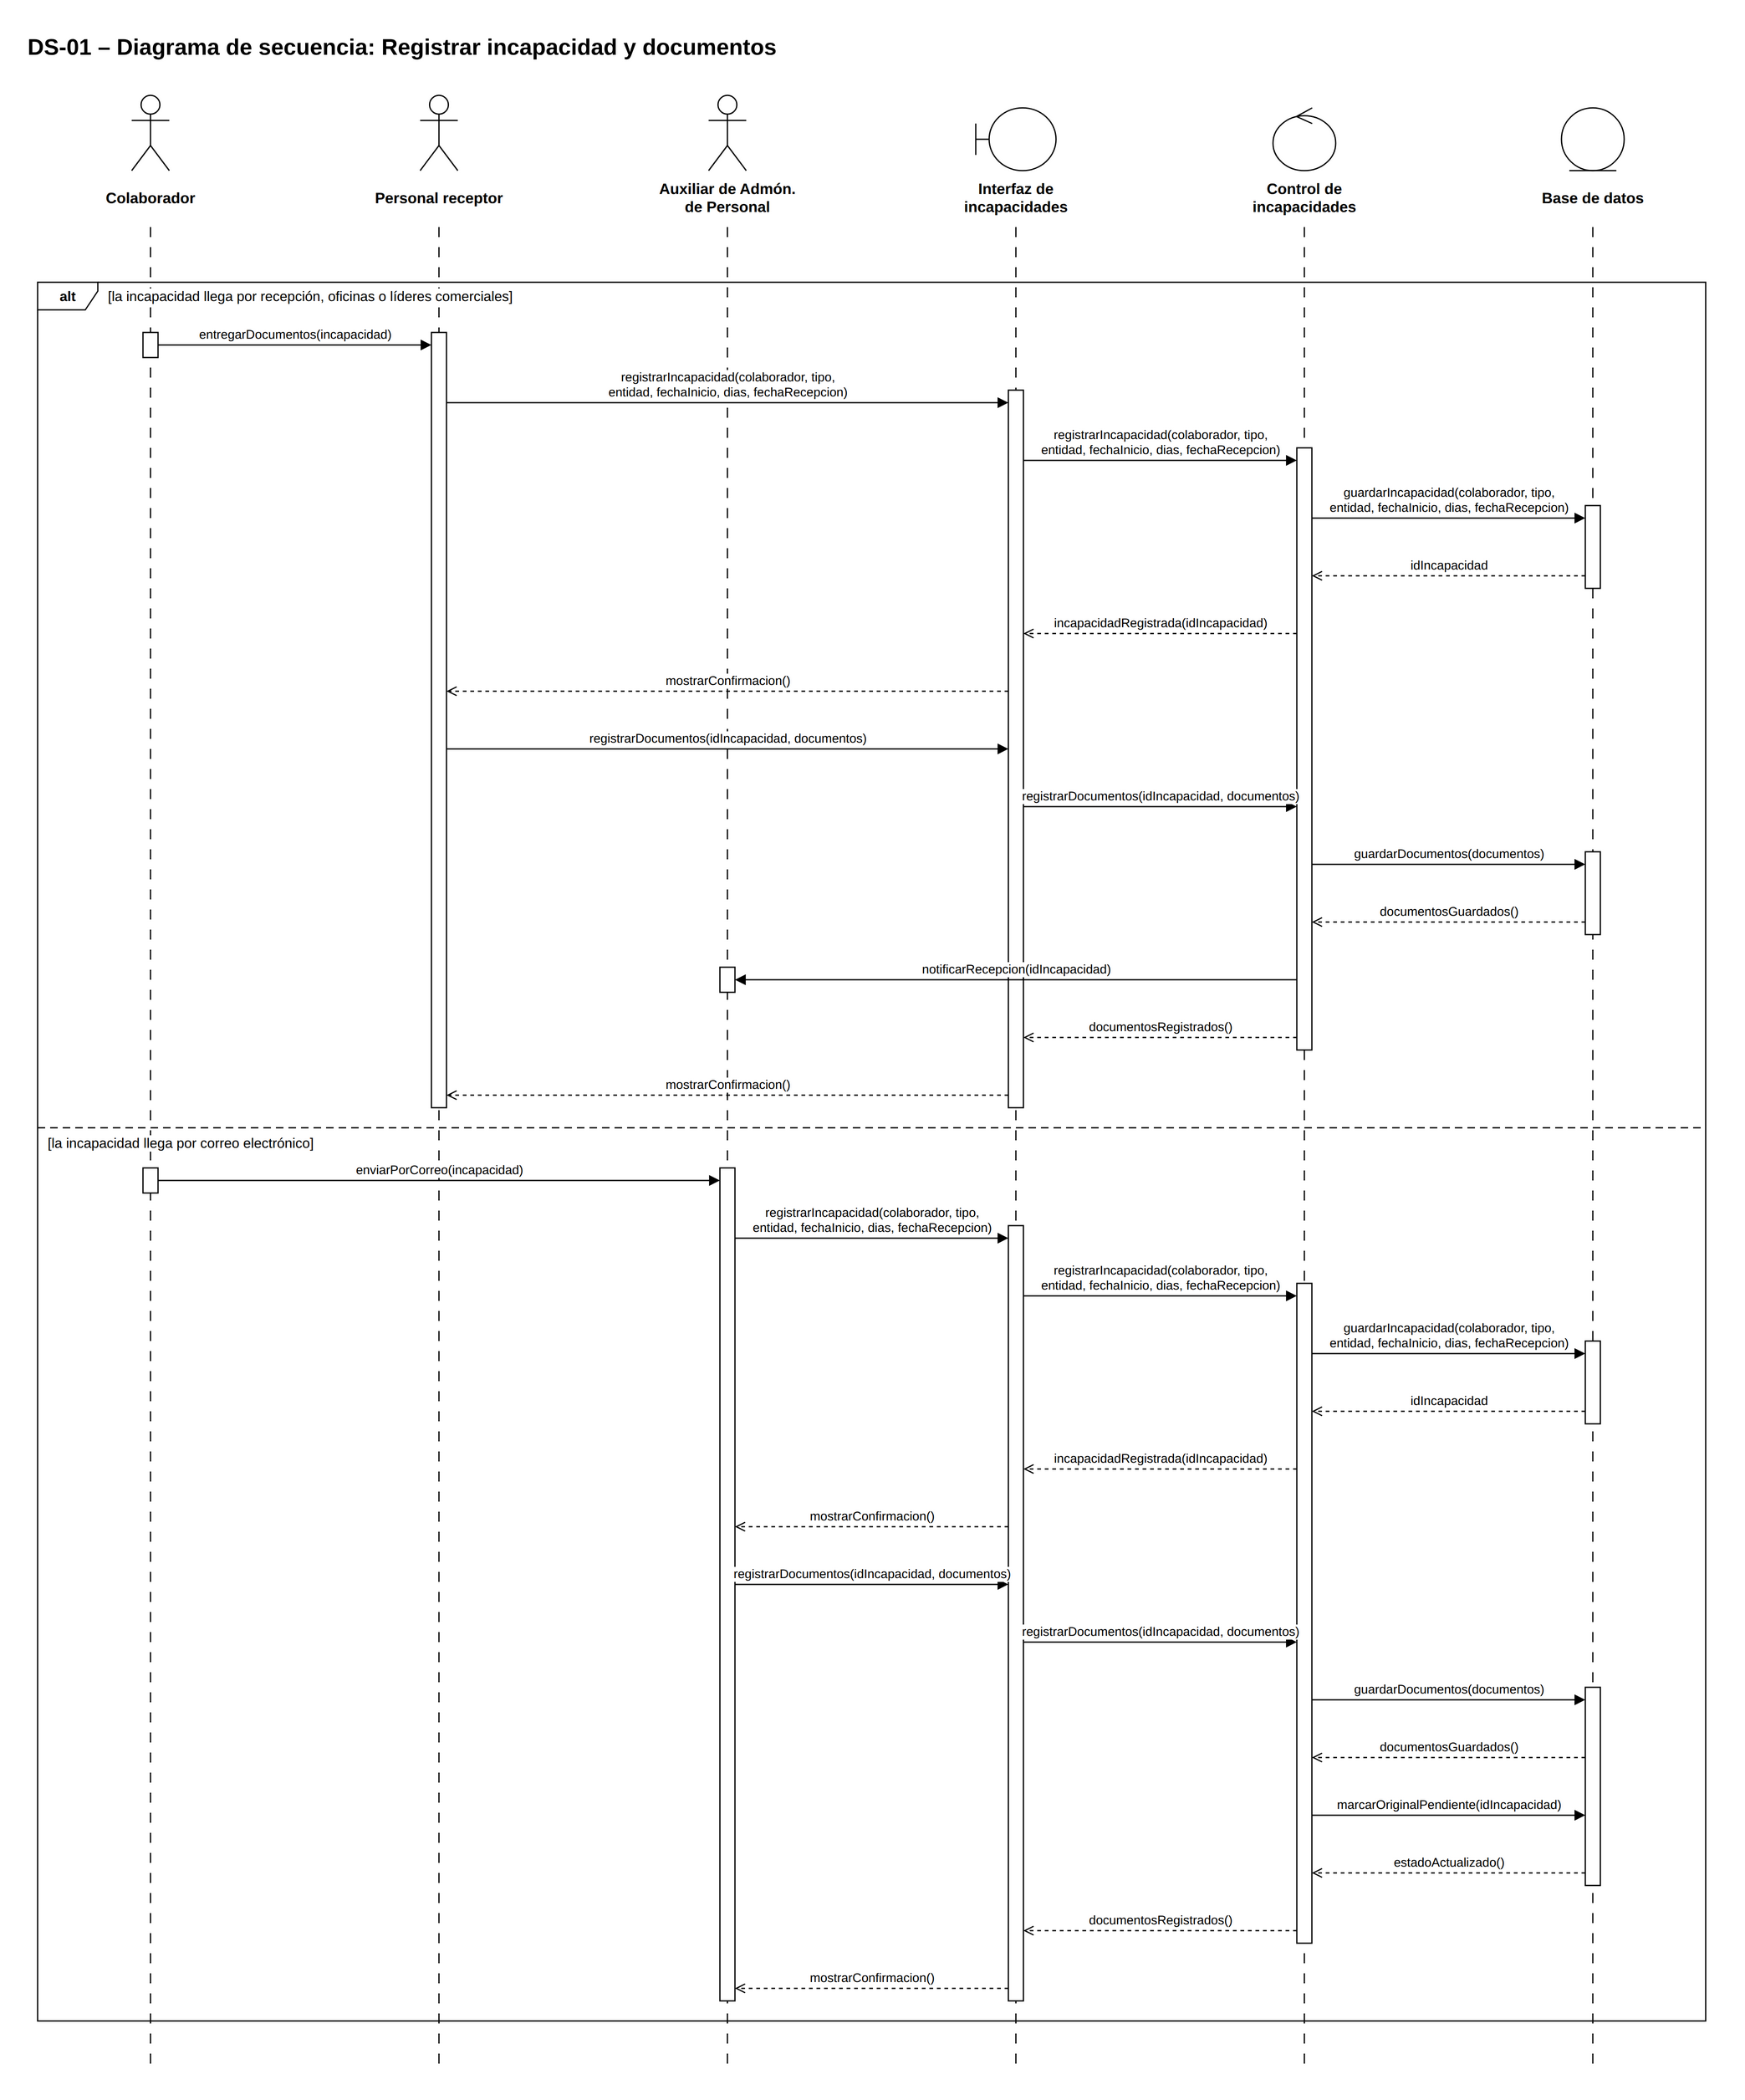 DS-01 – Diagrama de secuencia: Registrar incapacidad y documentos
Colaborador
Personal receptor
Auxiliar de Admón.
de Personal
Interfaz de
incapacidades
Control de
incapacidades
Base de datos
alt
[la incapacidad llega por recepción, oficinas o líderes comerciales]
entregarDocumentos(incapacidad)
registrarIncapacidad(colaborador, tipo,
entidad, fechaInicio, dias, fechaRecepcion)
registrarIncapacidad(colaborador, tipo,
entidad, fechaInicio, dias, fechaRecepcion)
guardarIncapacidad(colaborador, tipo,
entidad, fechaInicio, dias, fechaRecepcion)
idIncapacidad
incapacidadRegistrada(idIncapacidad)
mostrarConfirmacion()
registrarDocumentos(idIncapacidad, documentos)
registrarDocumentos(idIncapacidad, documentos)
guardarDocumentos(documentos)
documentosGuardados()
notificarRecepcion(idIncapacidad)
documentosRegistrados()
mostrarConfirmacion()
[la incapacidad llega por correo electrónico]
enviarPorCorreo(incapacidad)
registrarIncapacidad(colaborador, tipo,
entidad, fechaInicio, dias, fechaRecepcion)
registrarIncapacidad(colaborador, tipo,
entidad, fechaInicio, dias, fechaRecepcion)
guardarIncapacidad(colaborador, tipo,
entidad, fechaInicio, dias, fechaRecepcion)
idIncapacidad
incapacidadRegistrada(idIncapacidad)
mostrarConfirmacion()
registrarDocumentos(idIncapacidad, documentos)
registrarDocumentos(idIncapacidad, documentos)
guardarDocumentos(documentos)
documentosGuardados()
marcarOriginalPendiente(idIncapacidad)
estadoActualizado()
documentosRegistrados()
mostrarConfirmacion()